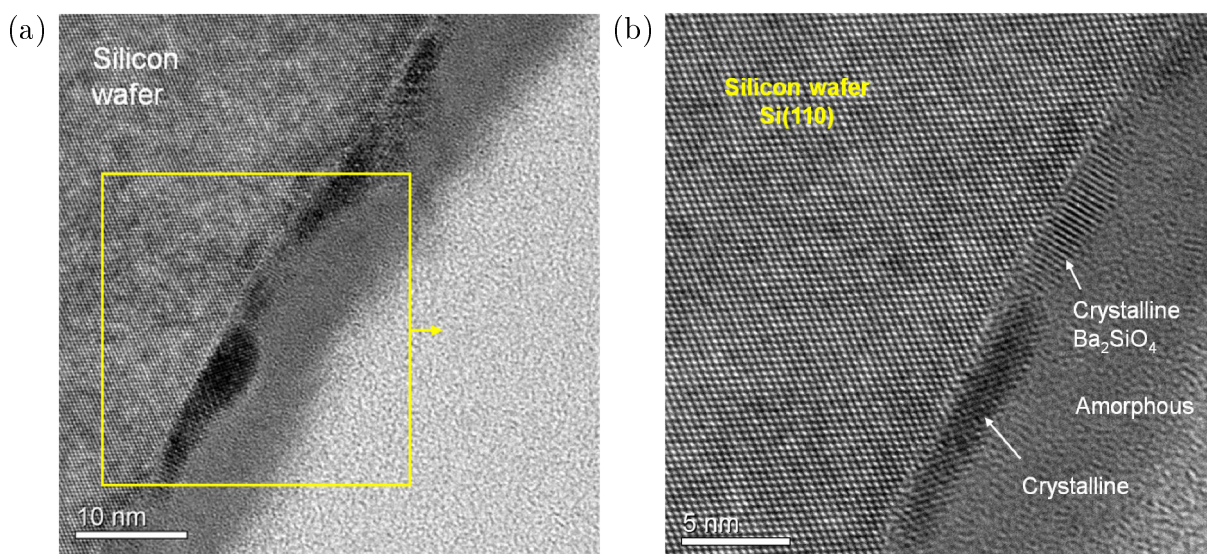 (a)
Silicon
wafer
10 nm
(b)
Silicon wafer
Si(110)
Crystalline
Ba₂SiO₄
Amorphous
Crystalline
5 nm